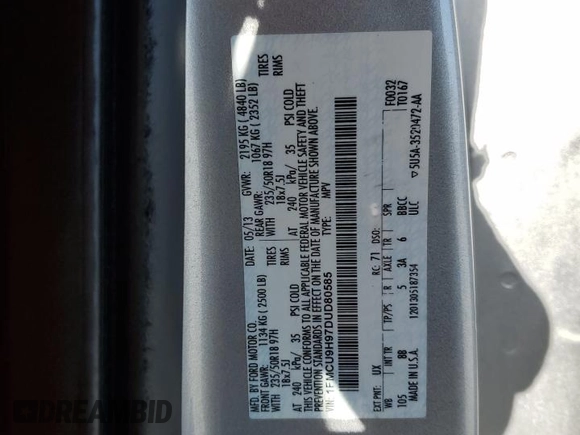 MFD. BY FORD MOTOR CO.
DATE: 05/13 GVWR: 2195 KG ( 4840 LB)
FRONT GAWR: 1134 KG ( 2500 LB) REAR GAWR: 1067 KG ( 2352 LB)
WITH 235/50R18 97H TIRES WITH 235/50R18 97H TIRES
18x7.5J RIMS 18x7.5J RIMS
AT 240 kPa/ 35 PSI COLD AT 240 kPa/ 35 PSI COLD
THIS VEHICLE CONFORMS TO ALL APPLICABLE FEDERAL MOTOR VEHICLE SAFETY AND THEFT
PREVENTION STANDARDS IN EFFECT ON THE DATE OF MANUFACTURE SHOWN ABOVE.
VIN: 1FMCU9H97DUD80585 TYPE: MPV
EXT PNT: UX RC: 71 DSO: F0032
WB INT TR TP/PS R AXLE TR SPR T0167
105 BB 5 3A 6 BBCC
MADE IN U.S.A. 1201305187354 ULC 5U5A-3520472-AA
DREAMBID